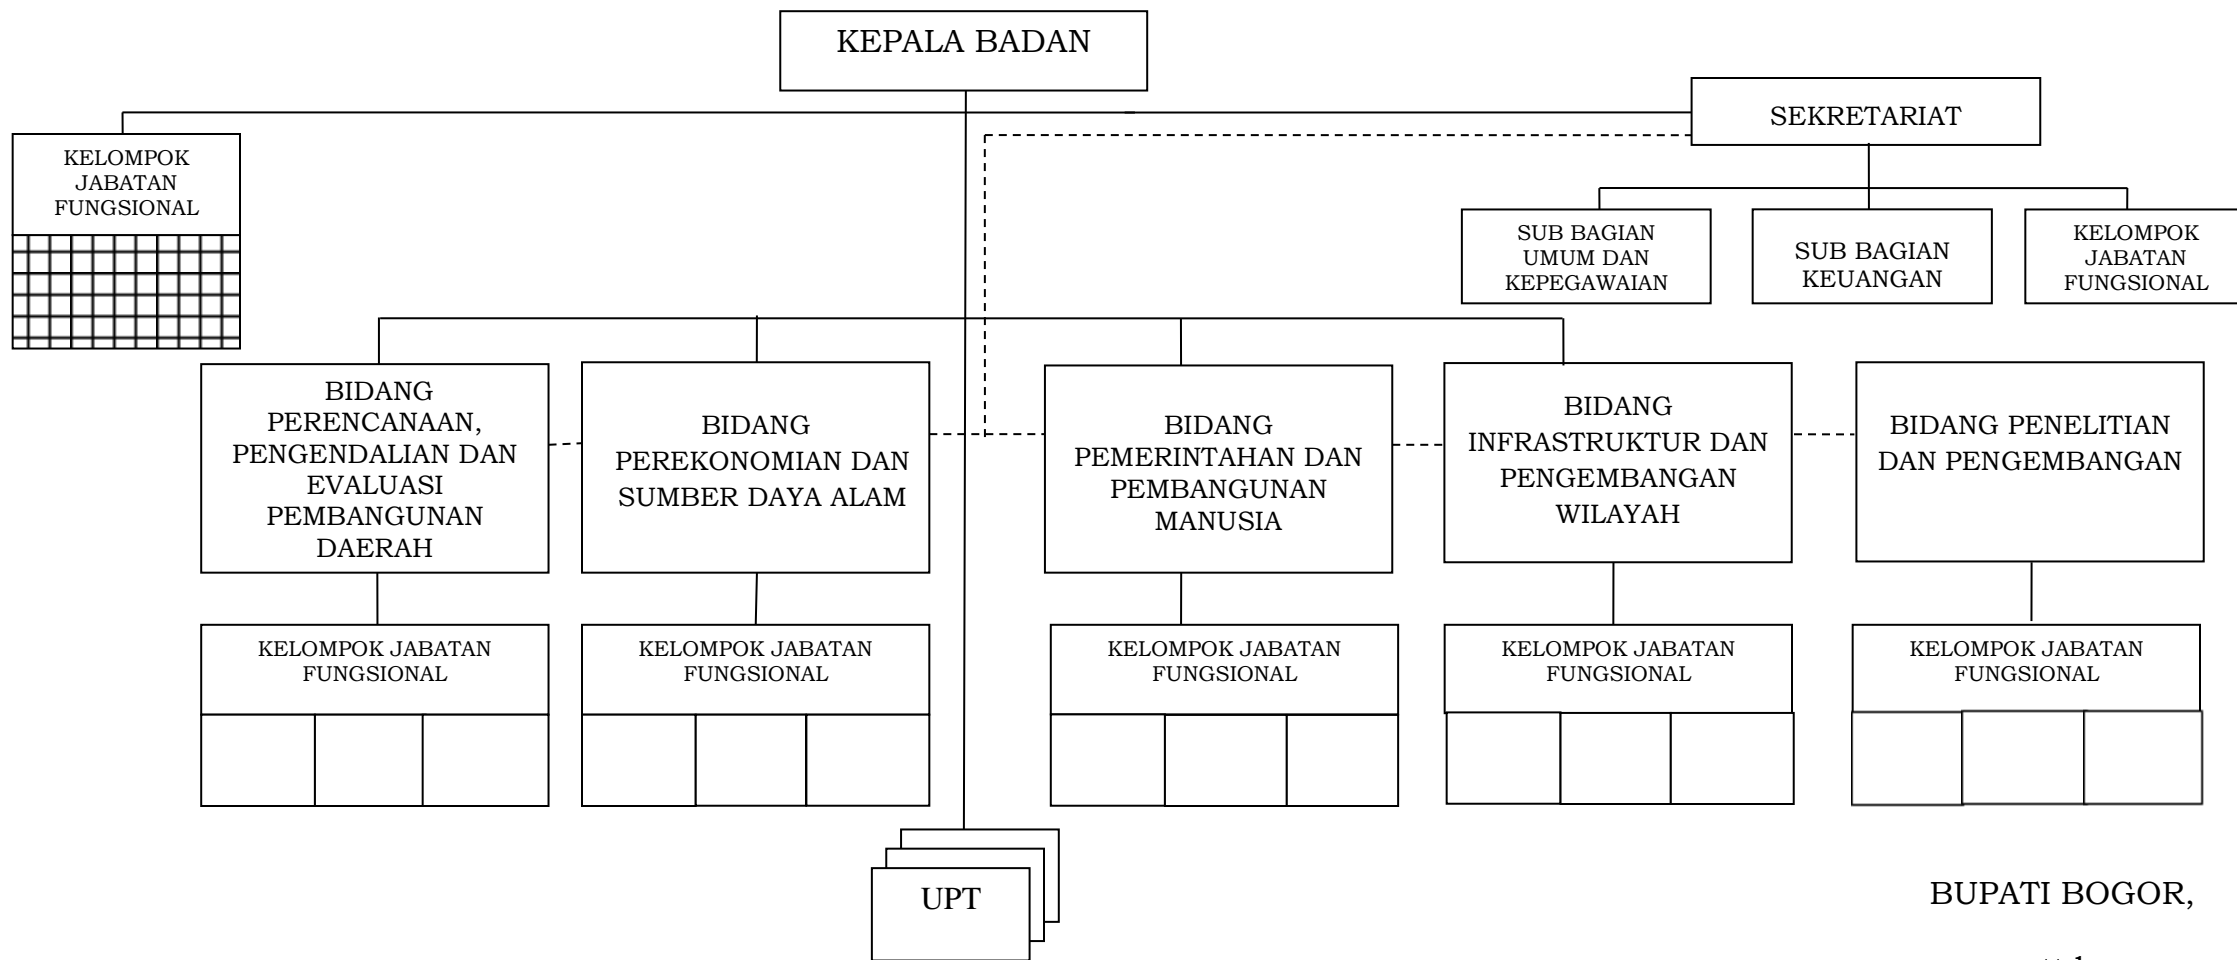 KEPALA BADAN
SEKRETARIAT
KELOMPOK
JABATAN
FUNGSIONAL
SUB BAGIAN
UMUM DAN
KEPEGAWAIAN
SUB BAGIAN
KEUANGAN
KELOMPOK
JABATAN
FUNGSIONAL
BIDANG
PERENCANAAN,
PENGENDALIAN DAN
EVALUASI
PEMBANGUNAN
DAERAH
BIDANG
PEREKONOMIAN DAN
SUMBER DAYA ALAM
BIDANG
PEMERINTAHAN DAN
PEMBANGUNAN
MANUSIA
BIDANG
INFRASTRUKTUR DAN
PENGEMBANGAN
WILAYAH
BIDANG PENELITIAN
DAN PENGEMBANGAN
KELOMPOK JABATAN
FUNGSIONAL
KELOMPOK JABATAN
FUNGSIONAL
KELOMPOK JABATAN
FUNGSIONAL
KELOMPOK JABATAN
FUNGSIONAL
KELOMPOK JABATAN
FUNGSIONAL
UPT
BUPATI BOGOR,